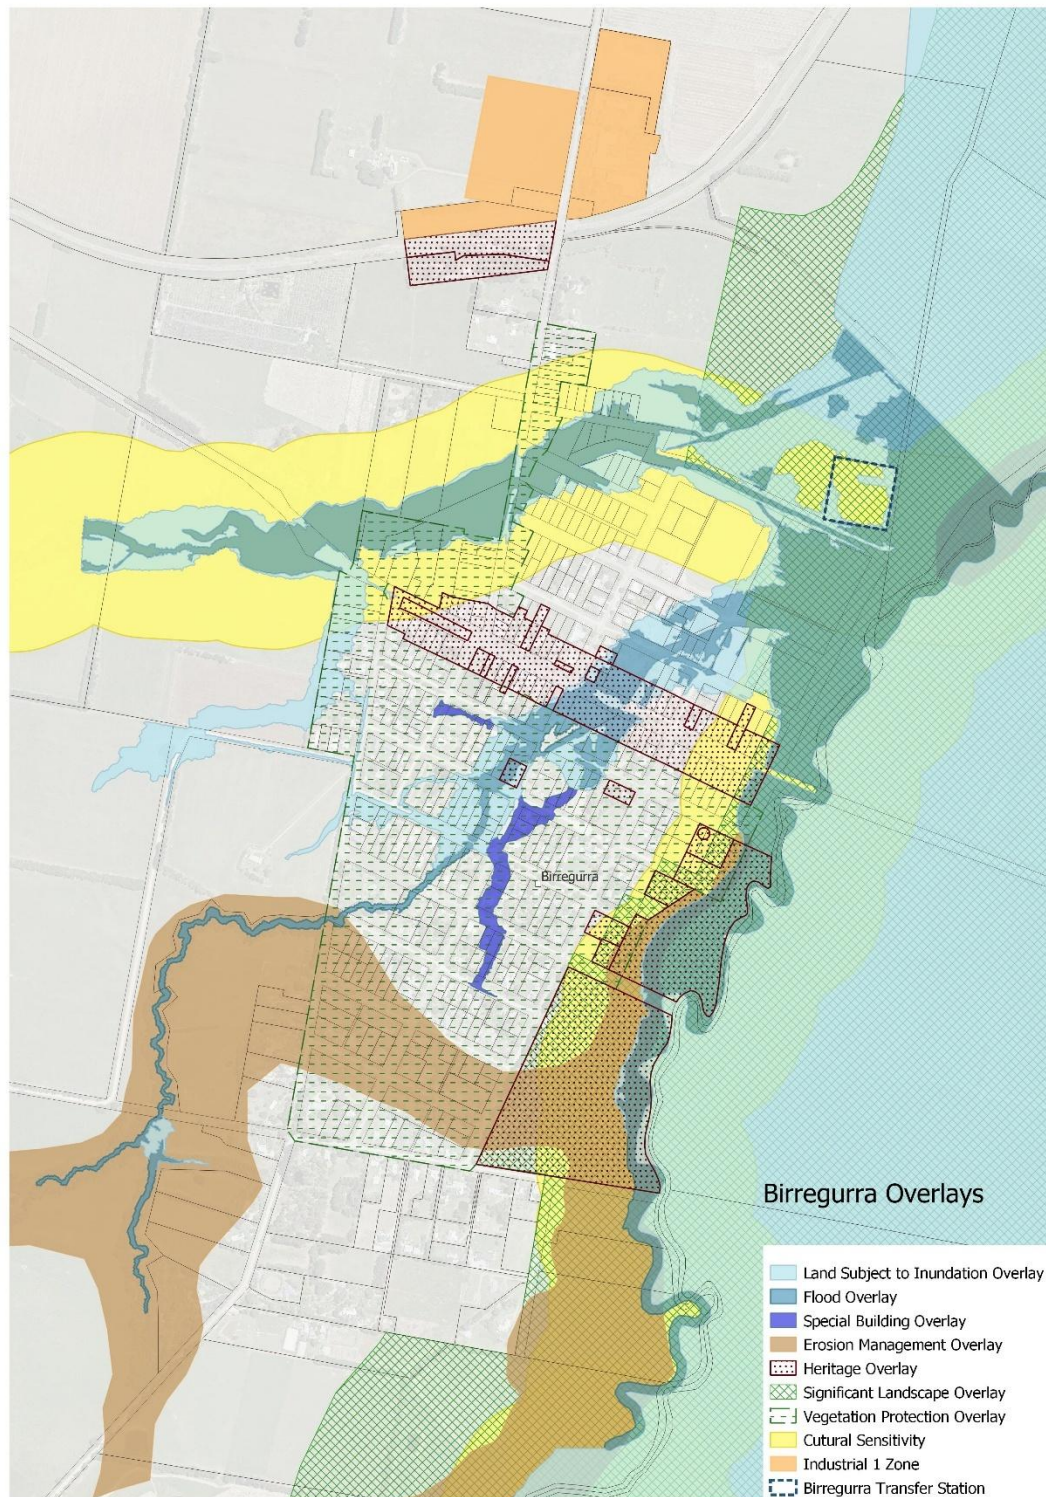 Birregurra
Birregurra Overlays
Land Subject to Inundation Overlay
Flood Overlay
Special Building Overlay
Erosion Management Overlay
Heritage Overlay
Significant Landscape Overlay
Vegetation Protection Overlay
Cutural Sensitivity
Industrial 1 Zone
Birregurra Transfer Station